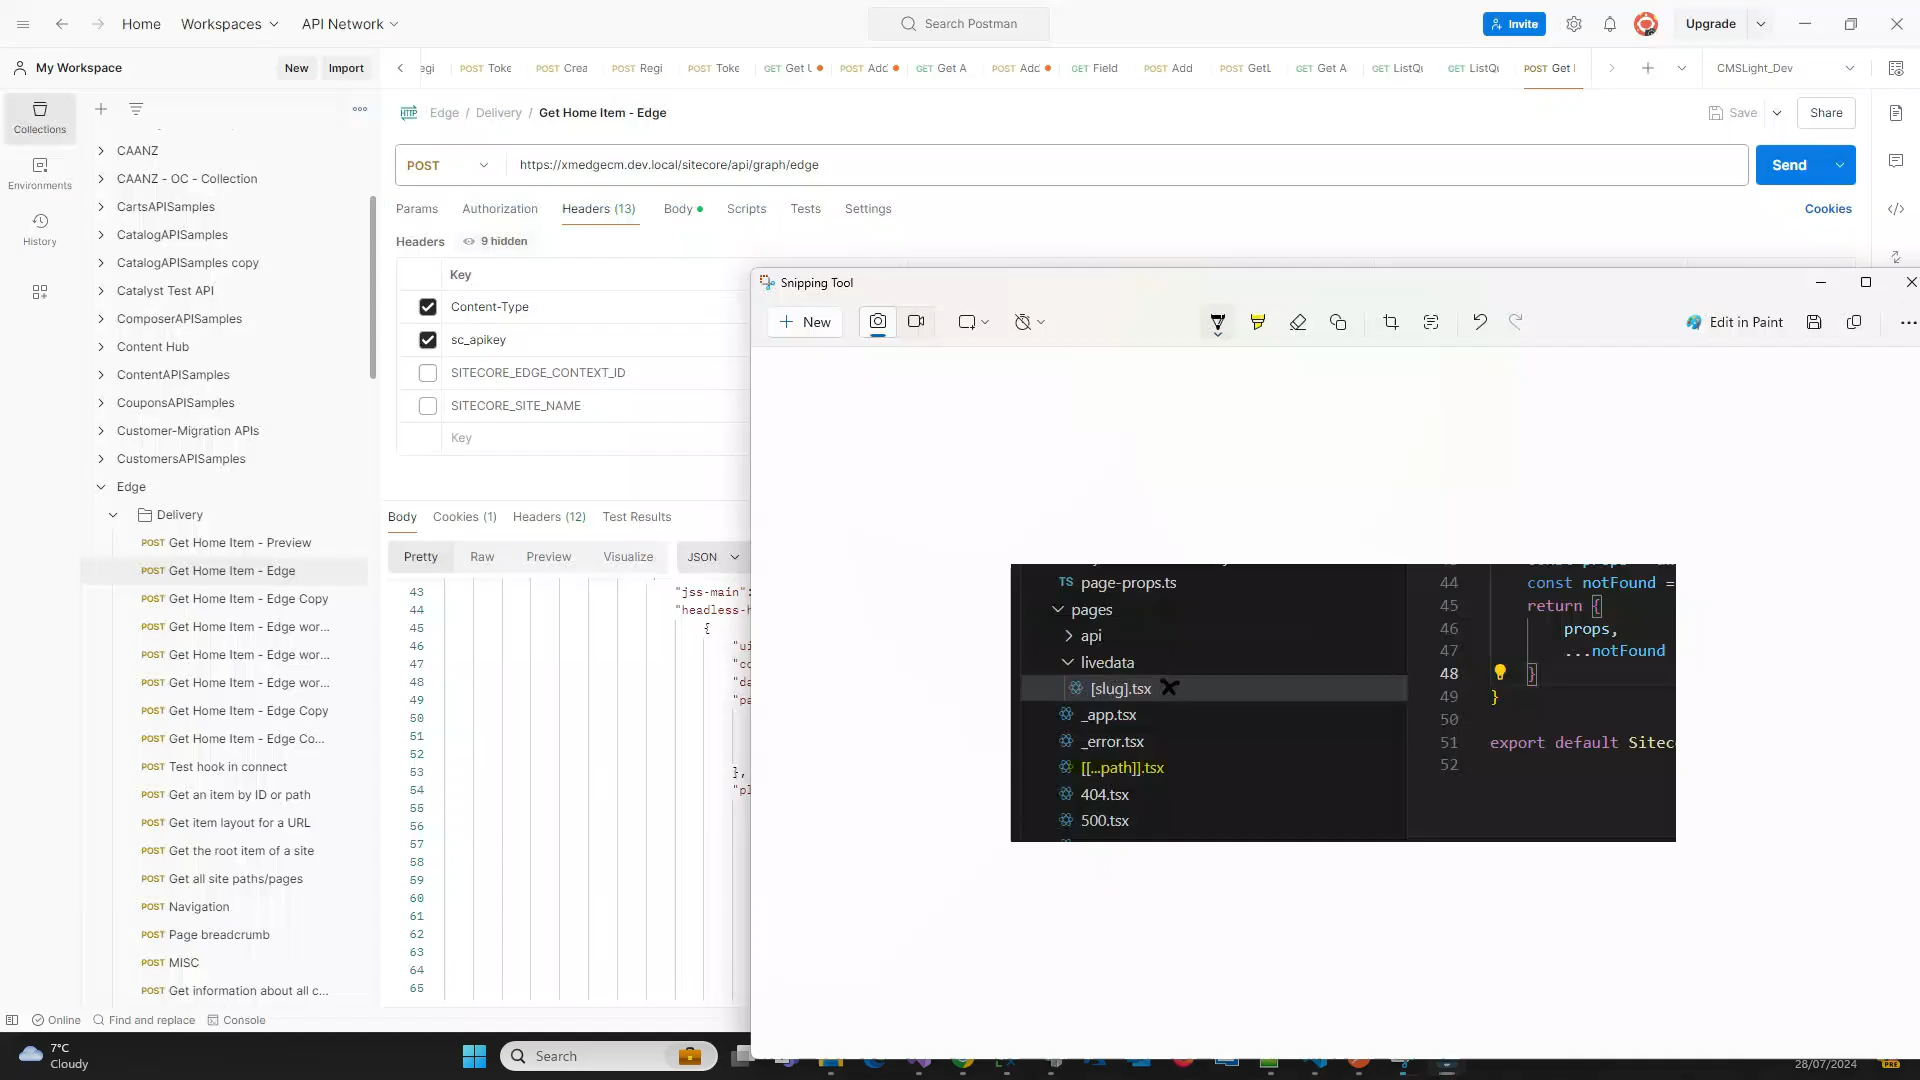 Home
Workspaces
API Network
Search Postman
Invite
Upgrade
My Workspace
New
Import
POST Toke
POST Crea
POST Regi
POST Toke
GET Get U
POST Add
GET Get A
POST Add
GET Field
POST Add
POST GetL
GET Get A
GET ListQu
GET ListQu
POST Get I
CMSLight_Dev
Collections
Environments
History
CAANZ
CAANZ - OC - Collection
CartsAPISamples
CatalogAPISamples
CatalogAPISamples copy
Catalyst Test API
ComposerAPISamples
Content Hub
ContentAPISamples
CouponsAPISamples
Customer-Migration APIs
CustomersAPISamples
Edge
Delivery
POST Get Home Item - Preview
POST Get Home Item - Edge
POST Get Home Item - Edge Copy
POST Get Home Item - Edge wor...
POST Get Home Item - Edge wor...
POST Get Home Item - Edge wor...
POST Get Home Item - Edge Copy
POST Get Home Item - Edge Co...
POST Test hook in connect
POST Get an item by ID or path
POST Get item layout for a URL
POST Get the root item of a site
POST Get all site paths/pages
POST Navigation
POST Page breadcrumb
POST MISC
POST Get information about all c...
HTTP Edge / Delivery / Get Home Item - Edge
Save
Share
POST https://xmedgecm.dev.local/sitecore/api/graph/edge
Send
Params
Authorization
Headers (13)
Body
Scripts
Tests
Settings
Cookies
Headers
9 hidden
Key
Content-Type
sc_apikey
SITECORE_EDGE_CONTEXT_ID
SITECORE_SITE_NAME
Key
Body
Cookies (1)
Headers (12)
Test Results
Pretty
Raw
Preview
Visualize
JSON
43 "jss-main":
44 "headless-h
45 {
46 "ui
47 "co
48 "da
49 "pa
50
51
52
53 },
54 "pl
55
56
57
58
59
60
61
62
63
64
65
Snipping Tool
New
Edit in Paint
TS page-props.ts
pages
api
livedata
[slug].tsx
_app.tsx
_error.tsx
[[...path]].tsx
404.tsx
500.tsx
44 const notFound =
45 return {
46 props,
47 ...notFound
48 }
49 }
50
51 export default Sitec
52
Online
Find and replace
Console
7°C
Cloudy
Search
28/07/2024
PRE